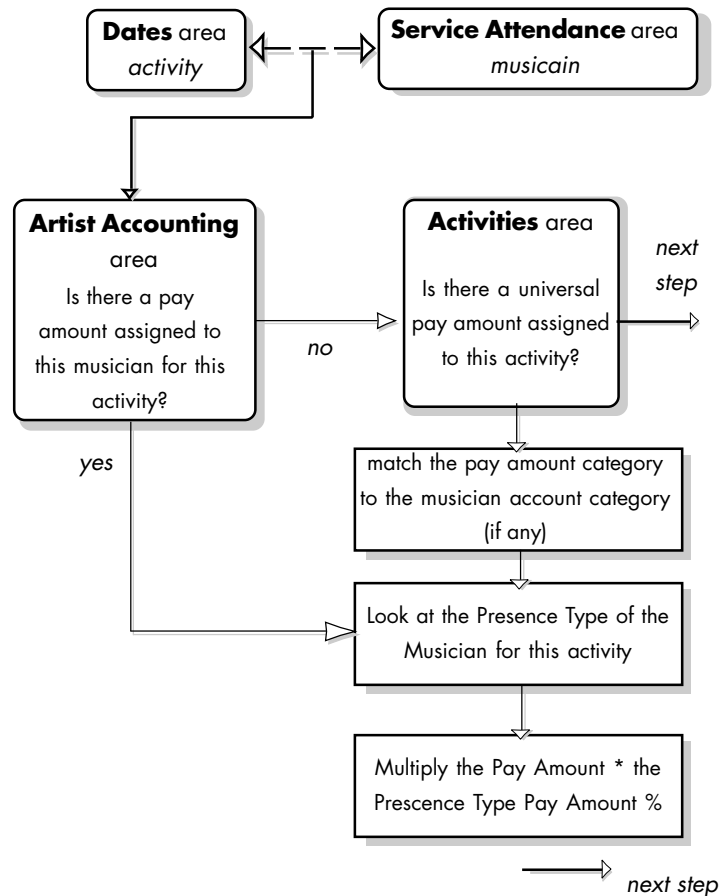 Dates area
activity
Service Attendance area
musicain
Artist Accounting
area
Is there a pay
amount assigned to
this musician for this
activity?
no
Activities area
Is there a universal
pay amount assigned
to this activity?
next
step
yes
match the pay amount category
to the musician account category
(if any)
Look at the Presence Type of the
Musician for this activity
Multiply the Pay Amount * the
Prescence Type Pay Amount %
next step